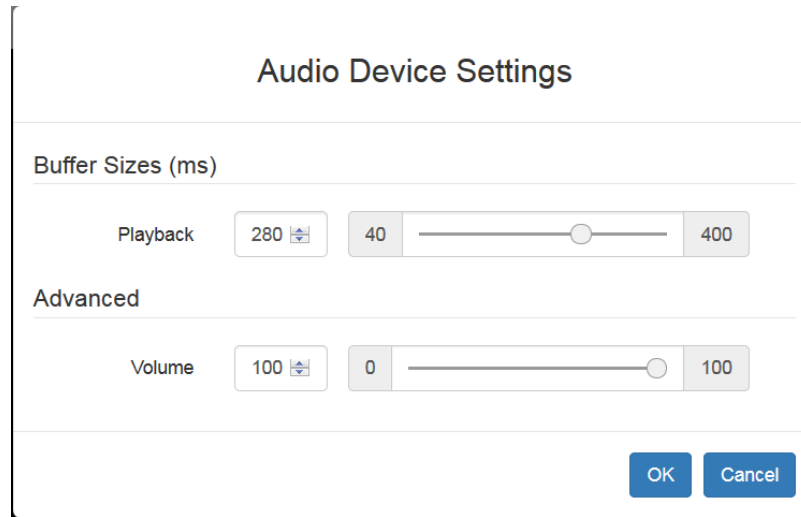 Audio Device Settings
Buffer Sizes (ms)
Playback 280 40 400
Advanced
Volume 100 0 100
OK Cancel